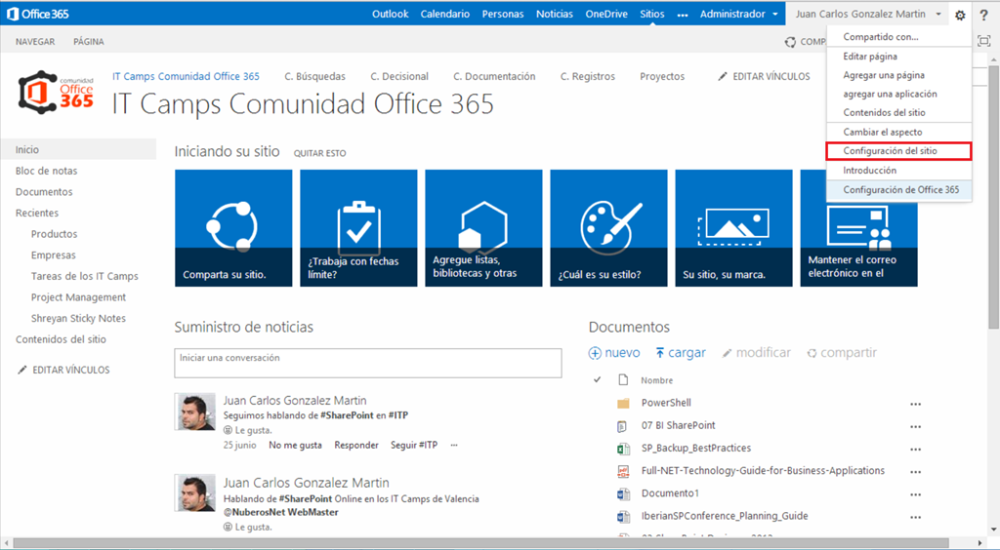 Office 365
Outlook Calendario Personas Noticias OneDrive Sitios ••• Administrador Juan Carlos Gonzalez Martin ?
NAVEGAR PÁGINA COMP
Compartido con...
Editar página
Agregar una página
agregar una aplicación
Contenidos del sitio
Cambiar el aspecto
Configuración del sitio
Introducción
Configuración de Office 365
comunidad
Office
365
IT Camps Comunidad Office 365 C. Búsquedas C. Decisional C. Documentación C. Registros Proyectos EDITAR VÍNCULOS
IT Camps Comunidad Office 365
Inicio
Bloc de notas
Documentos
Recientes
Productos
Empresas
Tareas de los IT Camps
Project Management
Shreyan Sticky Notes
Contenidos del sitio
EDITAR VÍNCULOS
Iniciando su sitio QUITAR ESTO
Comparta su sitio.
¿Trabaja con fechas
límite?
Agregue listas,
bibliotecas y otras
¿Cuál es su estilo?
Su sitio, su marca.
Mantener el correo
electrónico en el
Suministro de noticias
Iniciar una conversación
Juan Carlos Gonzalez Martin
Seguimos hablando de #SharePoint en #ITP
Le gusta.
25 junio No me gusta Responder Seguir #ITP ...
Juan Carlos Gonzalez Martin
Hablando de #SharePoint Online en los IT Camps de Valencia
@NuberosNet WebMaster
Le gusta.
Documentos
nuevo cargar modificar compartir
Nombre
PowerShell ...
07 BI SharePoint ...
SP_Backup_BestPractices ...
Full-NET-Technology-Guide-for-Business-Applications ...
Documento1 ...
IberianSPConference_Planning_Guide ...